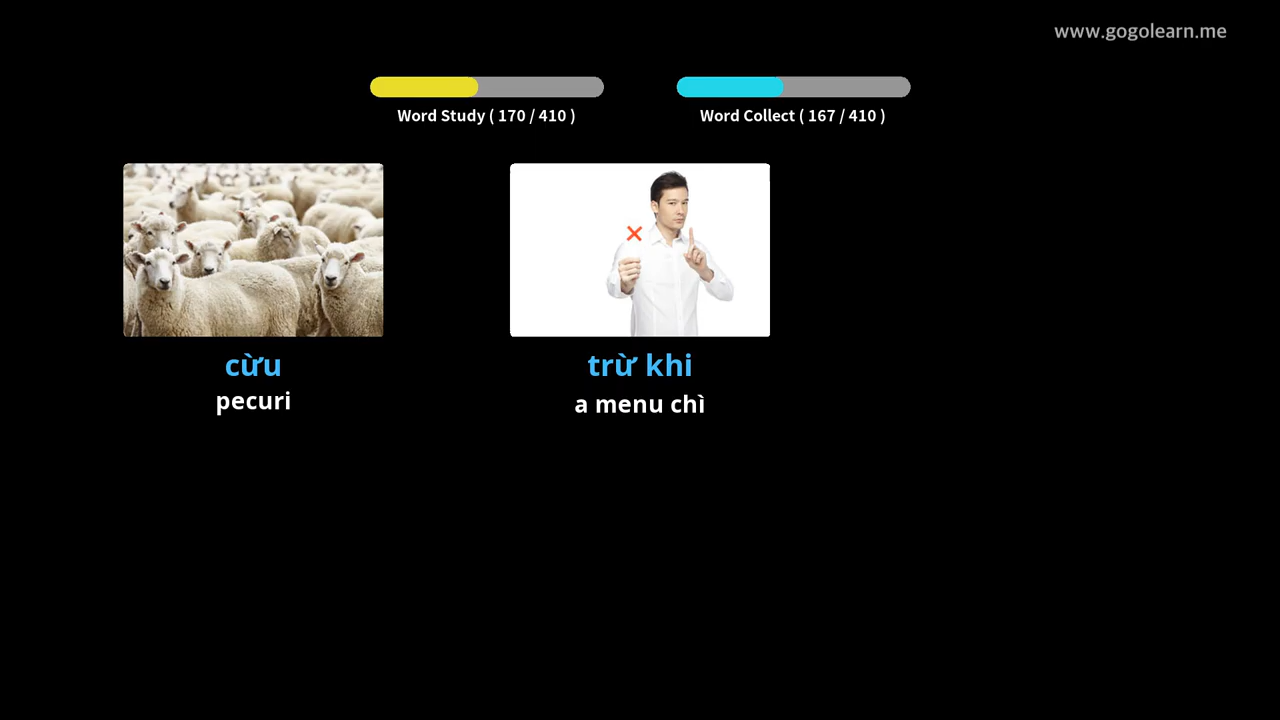 www.gogolearn.me
Word Study ( 170 / 410 )
Word Collect ( 167 / 410 )
cừu
pecuri
trừ khi
a menu chì